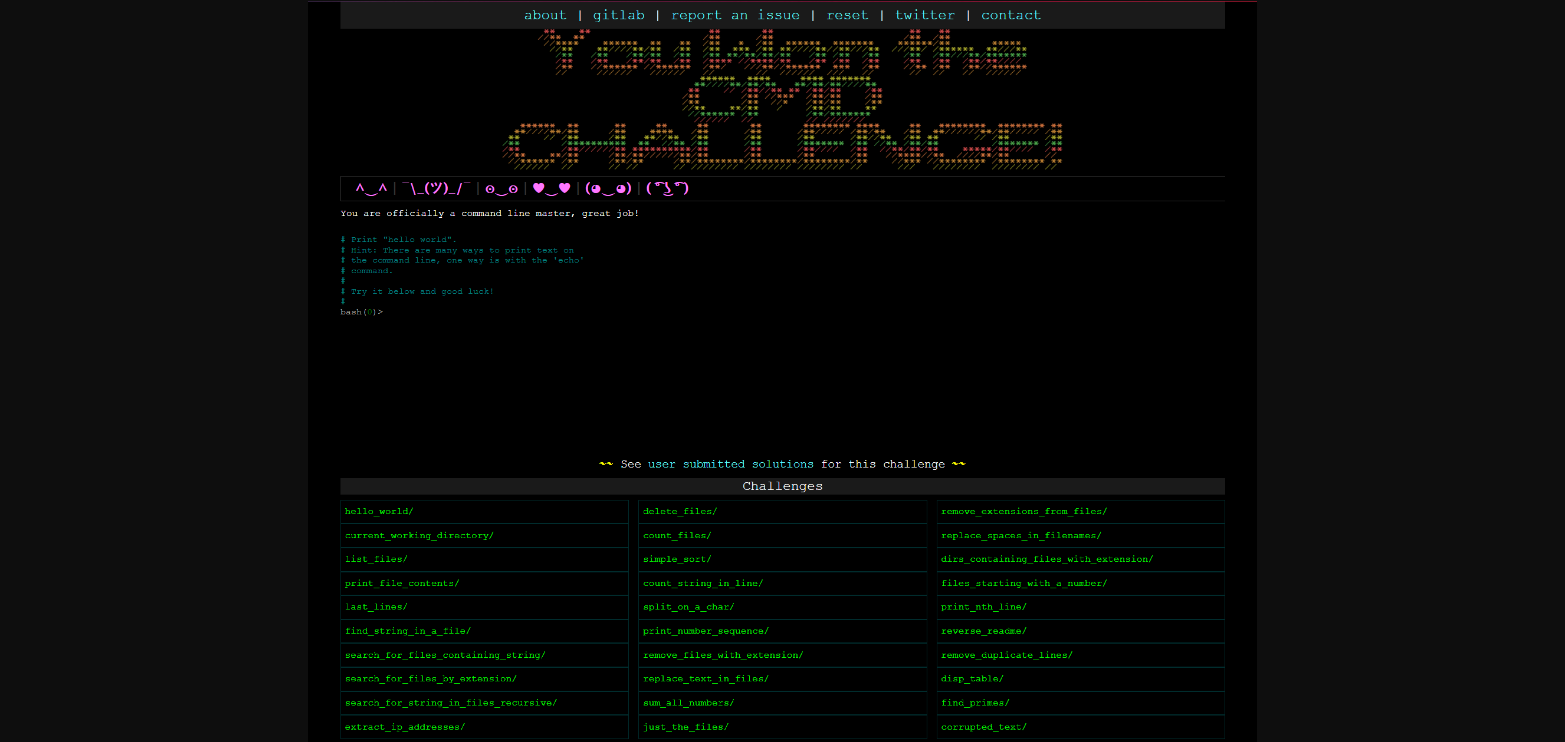 about | gitlab | report an issue | reset | twitter | contact
You Won the
CMD
CHALLENGE!
^‿^ | ¯\_(ツ)_/¯ | ʘ‿ʘ | ♥‿♥ | (◕‿◕) | ( ͡° ͜ʖ ͡°)
You are officially a command line master, great job!
# Print "hello world".
# Hint: There are many ways to print text on
# the command line, one way is with the 'echo'
# command.
#
# Try it below and good luck!
#
bash(0)>
~~ See user submitted solutions for this challenge ~~
Challenges
hello_world/
current_working_directory/
list_files/
print_file_contents/
last_lines/
find_string_in_a_file/
search_for_files_containing_string/
search_for_files_by_extension/
search_for_string_in_files_recursive/
extract_ip_addresses/
delete_files/
count_files/
simple_sort/
count_string_in_line/
split_on_a_char/
print_number_sequence/
remove_files_with_extension/
replace_text_in_files/
sum_all_numbers/
just_the_files/
remove_extensions_from_files/
replace_spaces_in_filenames/
dirs_containing_files_with_extension/
files_starting_with_a_number/
print_nth_line/
reverse_readme/
remove_duplicate_lines/
disp_table/
find_primes/
corrupted_text/